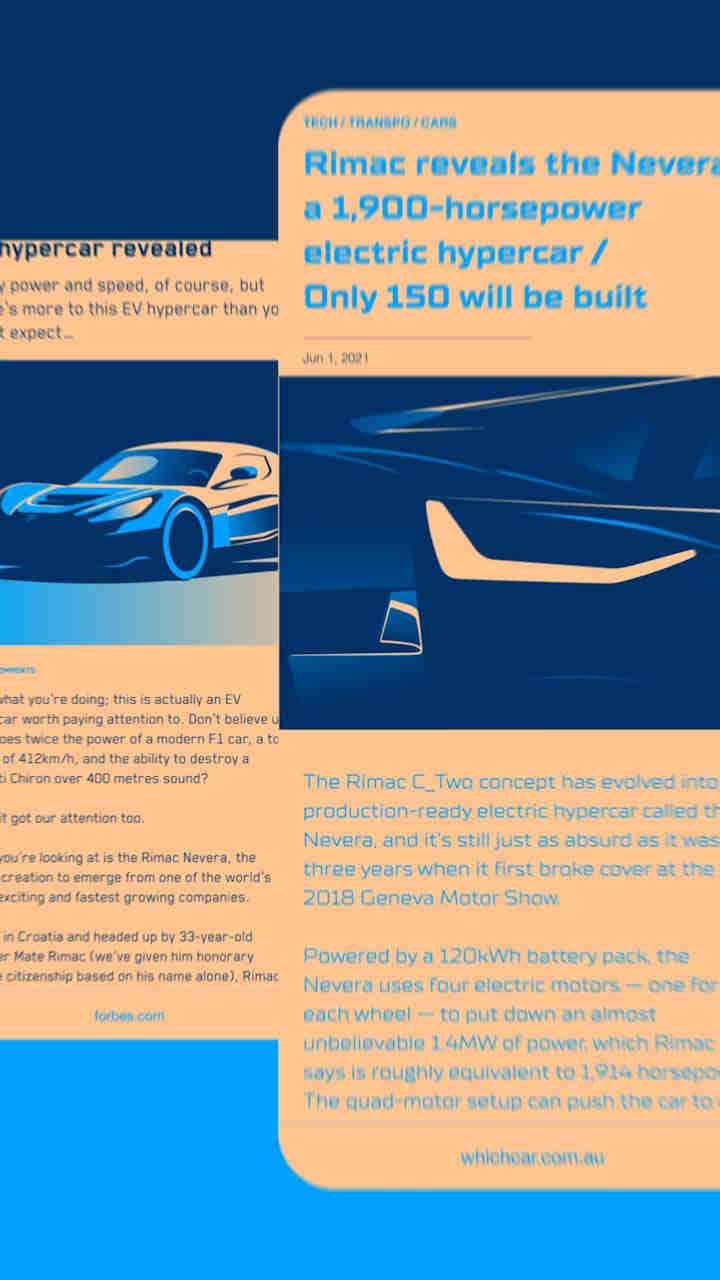 hypercar revealed
y power and speed, of course, but
e's more to this EV hypercar than yo
t expect...
OMMENTS
what you're doing; this is actually an EV
car worth paying attention to. Don't believe u
oes twice the power of a modern F1 car, a to
of 412km/h, and the ability to destroy a
ti Chiron over 400 metres sound?
it got our attention too.
you're looking at is the Rimac Nevera, the
creation to emerge from one of the world's
exciting and fastest growing companies.
in Croatia and headed up by 33-year-old
er Mate Rimac (we've given him honorary
e citizenship based on his name alone), Rimac
forbes.com
TECH / TRANSPO / CARS
Rimac reveals the Nevera
a 1,900-horsepower
electric hypercar /
Only 150 will be built
Jun 1, 2021
The Rimac C_Two concept has evolved into
production-ready electric hypercar called th
Nevera, and it's still just as absurd as it was
three years when it first broke cover at the
2018 Geneva Motor Show.
Powered by a 120kWh battery pack, the
Nevera uses four electric motors — one for
each wheel — to put down an almost
unbelievable 1.4MW of power, which Rimac
says is roughly equivalent to 1,914 horsepo
The quad-motor setup can push the car to
whichcar.com.au